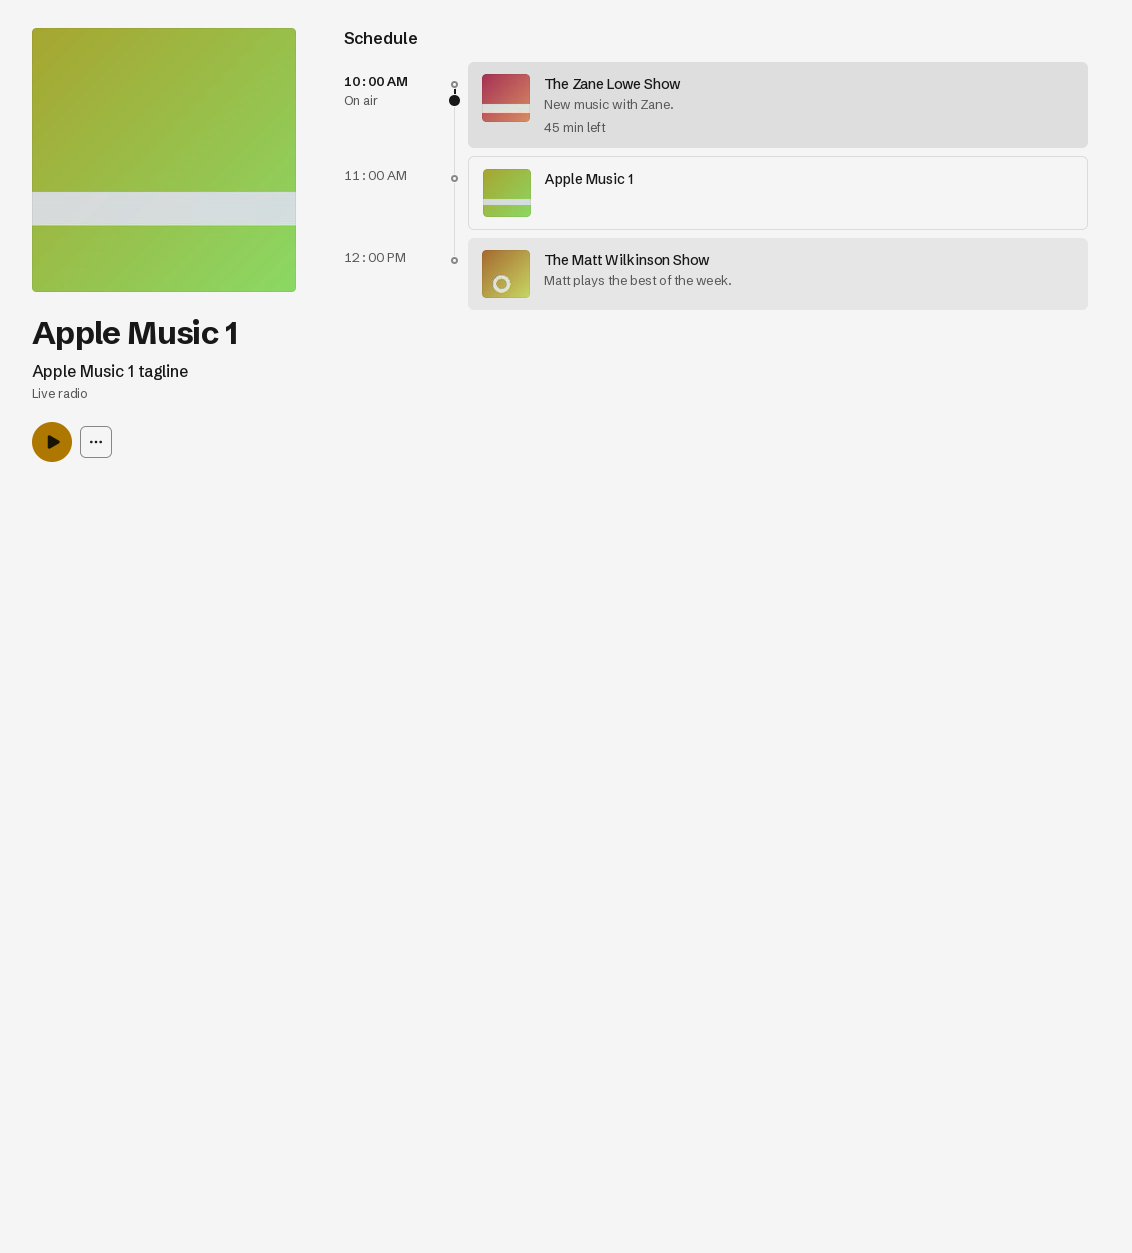 Apple Music 1
Apple Music 1 tagline
Live radio
Schedule
10:00 AM
On air
The Zane Lowe Show
New music with Zane.
45 min left
11:00 AM
Apple Music 1
12:00 PM
The Matt Wilkinson Show
Matt plays the best of the week.